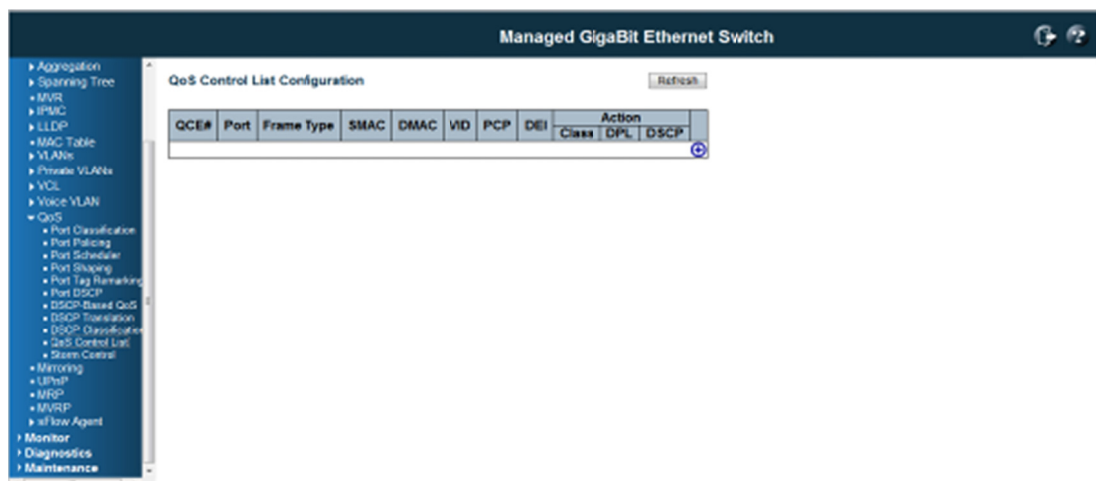 Managed GigaBit Ethernet Switch
Aggregation
Spanning Tree
MVR
IPMC
LLDP
MAC Table
VLANs
Private VLANs
VCL
Voice VLAN
QoS
Port Classification
Port Policing
Port Scheduler
Port Shaping
Port Tag Remarking
Port DSCP
DSCP-Based QoS
DSCP Translation
DSCP Classification
QoS Control List
Storm Control
Mirroring
UPnP
MRP
MVRP
sFlow Agent
Monitor
Diagnostics
Maintenance
QoS Control List Configuration
Refresh
QCE# Port Frame Type SMAC DMAC VID PCP DEI Action
Class DPL DSCP